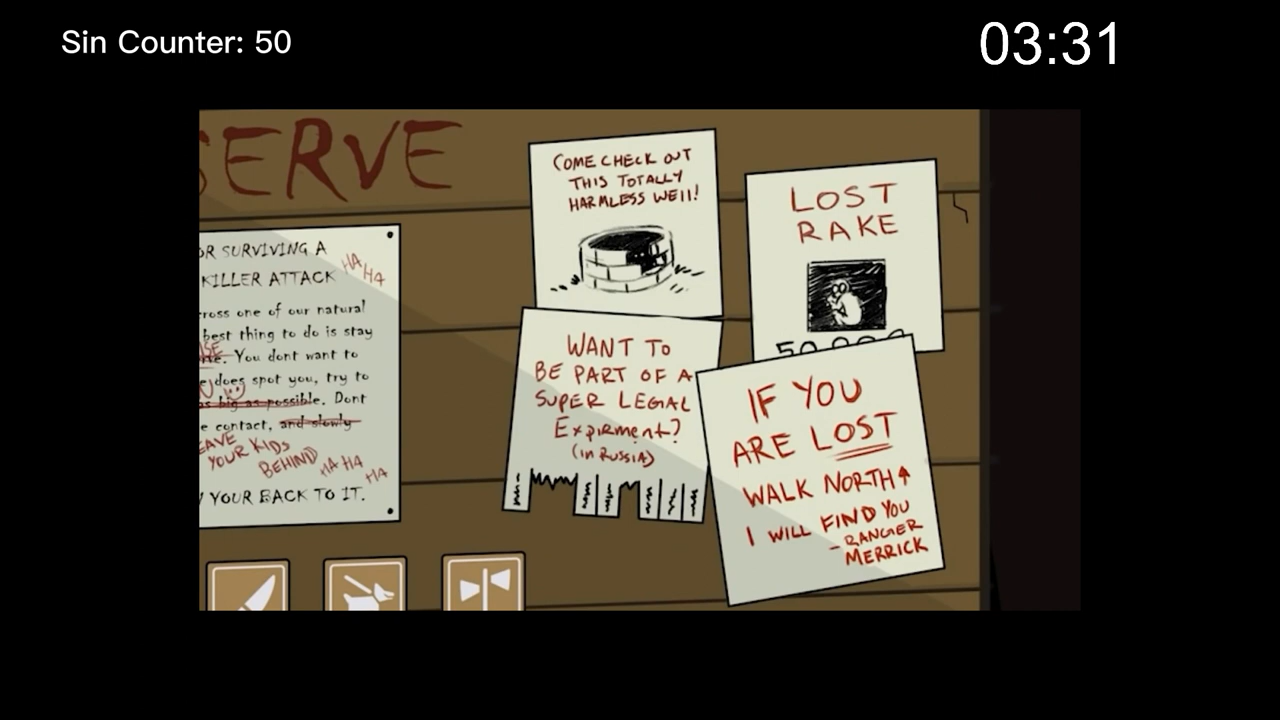 Sin Counter: 50
03:31
SERVE
OR SURVIVING A
KILLER ATTACK
HA
HA
cross one of our natural
best thing to do is stay
You dont want to
does spot you, try to
as big as possible. Dont
e contact, and slowly
EAVE
YOUR KIDS
BEHIND
HA HA
HA
YOUR BACK TO IT.
COME CHECK OUT
THIS TOTALLY
HARMLESS WEll!
LOST
RAKE
WANT TO
BE PART OF A
SUPER LEGAL
Expirment?
(IN RUSSIA)
IF YOU
ARE LOST
WALK NORTH↑
I WILL FIND YOU
- RANGER
MERRICK